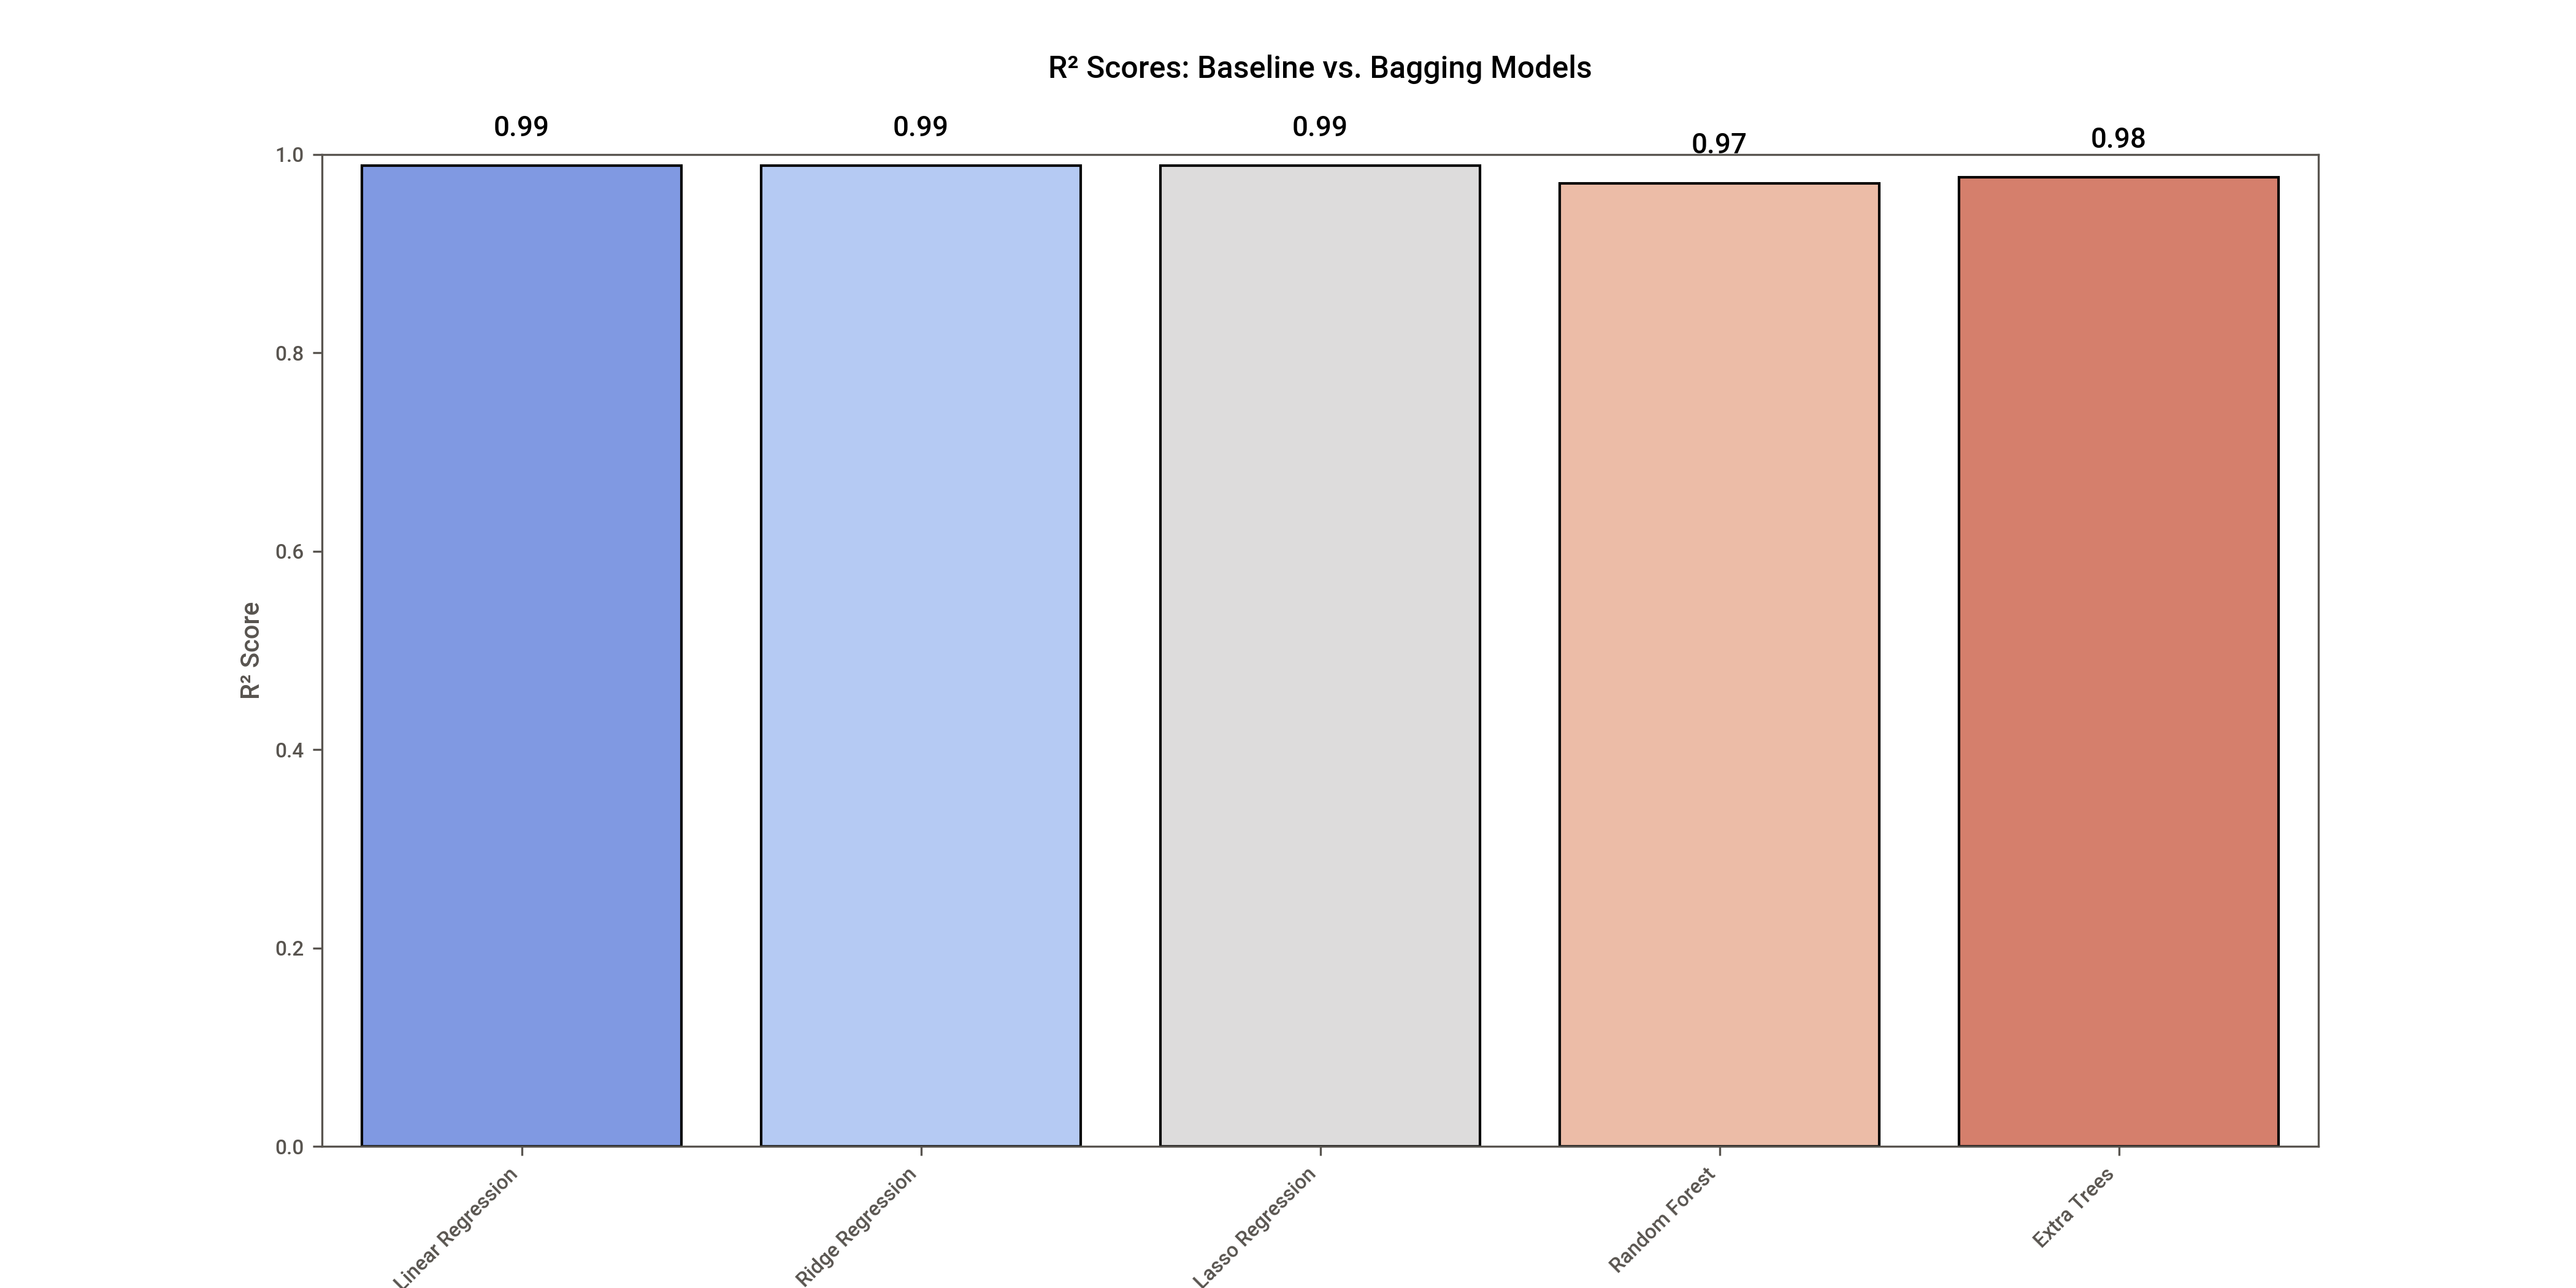 R² Scores: Baseline vs. Bagging Models
0.99
0.99
0.99
0.97
0.98
1.0
0.8
0.6
0.4
0.2
0.0
R² Score
Linear Regression
Ridge Regression
Lasso Regression
Random Forest
Extra Trees